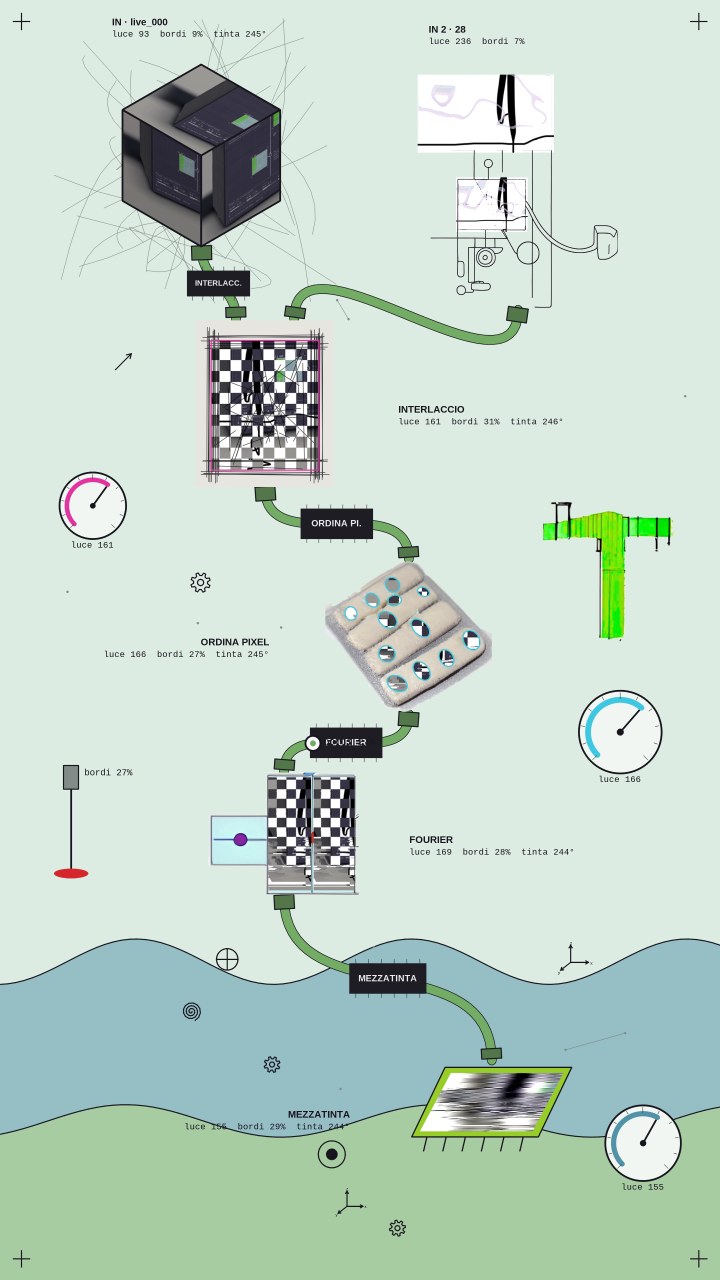 IN · live_000
luce 93  bordi 9%  tinta 245°
IN 2 · 28
luce 236  bordi 7%
INTERLACC.
INTERLACCIO
luce 161  bordi 31%  tinta 246°
ORDINA PI.
luce 161
ORDINA PIXEL
luce 166  bordi 27%  tinta 245°
FOURIER
luce 166
bordi 27%
FOURIER
luce 169  bordi 28%  tinta 244°
MEZZATINTA
MEZZATINTA
luce 156  bordi 29%  tinta 244°
luce 155